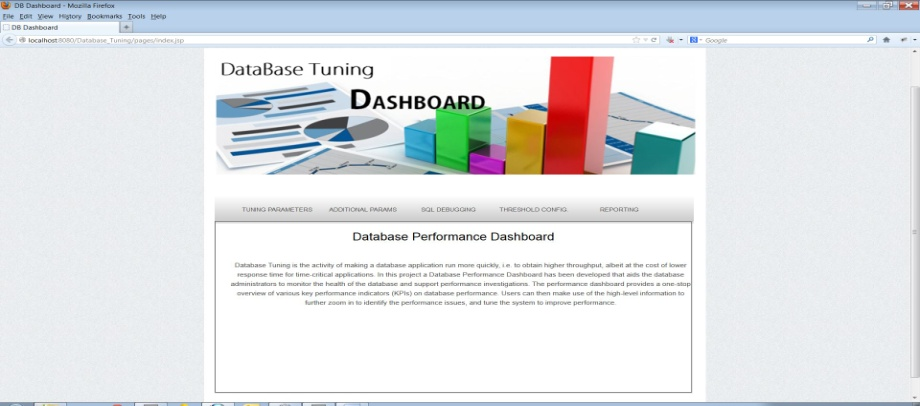 DB Dashboard - Mozilla Firefox
File Edit View History Bookmarks Tools Help
DB Dashboard
localhost:8080/Database_Tuning/pages/index.jsp
Google
DataBase Tuning
DASHBOARD
TUNING PARAMETERS ADDITIONAL PARAMS SQL DEBUGGING THRESHOLD CONFIG REPORTING
Database Performance Dashboard
Database Tuning is the activity of making a database application run more quickly, i.e. to obtain higher throughput, albeit at the cost of lower
response time for time-critical applications. In this project a Database Performance Dashboard has been developed that aids the database
administrators to monitor the health of the database and support performance investigations. The performance dashboard provides a one-stop
overview of various key performance indicators (KPIs) on database performance. Users can then make use of the high-level information to
further zoom in to identify the performance issues, and tune the system to improve performance.